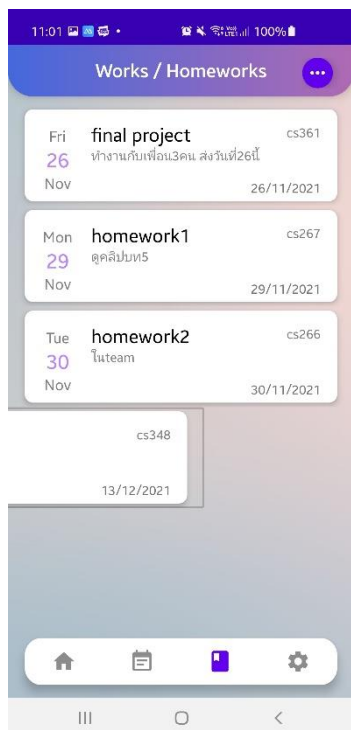 11:01
100%
Works / Homeworks
Fri
26
Nov
final project
cs361
ทำงานกับเพื่อน3คน ส่งวันที่26นี้
26/11/2021
Mon
29
Nov
homework1
cs267
ดูคลิปบท5
29/11/2021
Tue
30
Nov
homework2
cs266
ในteam
30/11/2021
cs348
13/12/2021